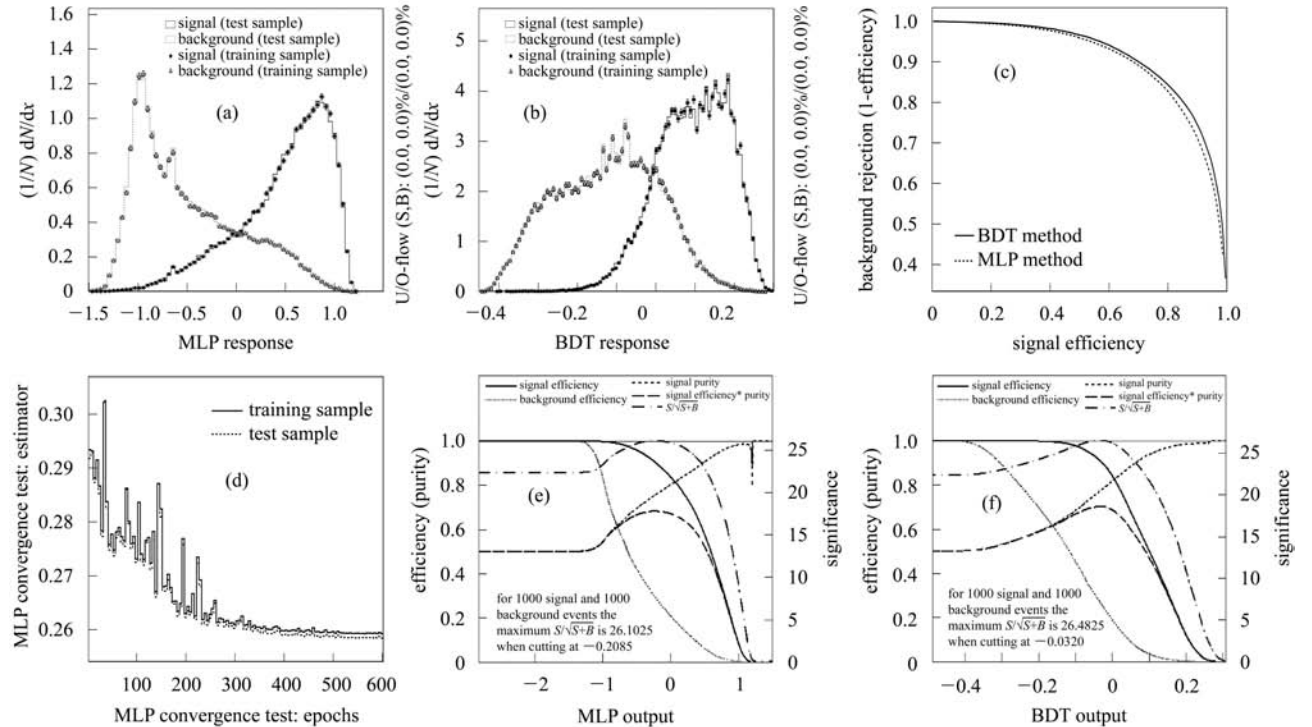 signal (test sample)
background (test sample)
signal (training sample)
background (training sample)
(a)
(1/N) dN/dx
1.6
1.4
1.2
1.0
0.8
0.6
0.4
0.2
0
−1.5 −1.0 −0.5 0 0.5 1.0
MLP response
U/O-flow (S,B): (0.0, 0.0)%/(0.0, 0.0)%
signal (test sample)
background (test sample)
signal (training sample)
background (training sample)
(b)
(1/N) dN/dx
5
4
3
2
1
0
−0.4 −0.2 0 0.2
BDT response
U/O-flow (S,B): (0.0, 0.0)%/(0.0, 0.0)%
(c)
background rejection (1-efficiency)
1.0
0.9
0.8
0.7
0.6
0.5
0.4
BDT method
MLP method
0 0.2 0.4 0.6 0.8 1.0
signal efficiency
MLP convergence test: estimator
0.30
0.29
0.28
0.27
0.26
training sample
test sample
(d)
100 200 300 400 500 600
MLP convergence test: epochs
signal efficiency
background efficiency
signal purity
signal efficiency* purity
S/√S+B
efficiency (purity)
1.0
0.8
0.6
0.4
0.2
0
(e)
for 1000 signal and 1000
background events the
maximum S/√S+B is 26.1025
when cutting at −0.2085
25
20
15
10
5
0
significance
−2 −1 0 1
MLP output
signal efficiency
background efficiency
signal purity
signal efficiency* purity
S/√S+B
efficiency (purity)
1.0
0.8
0.6
0.4
0.2
0
(f)
for 1000 signal and 1000
background events the
maximum S/√S+B is 26.4825
when cutting at −0.0320
25
20
15
10
5
0
significance
−0.4 −0.2 0 0.2
BDT output